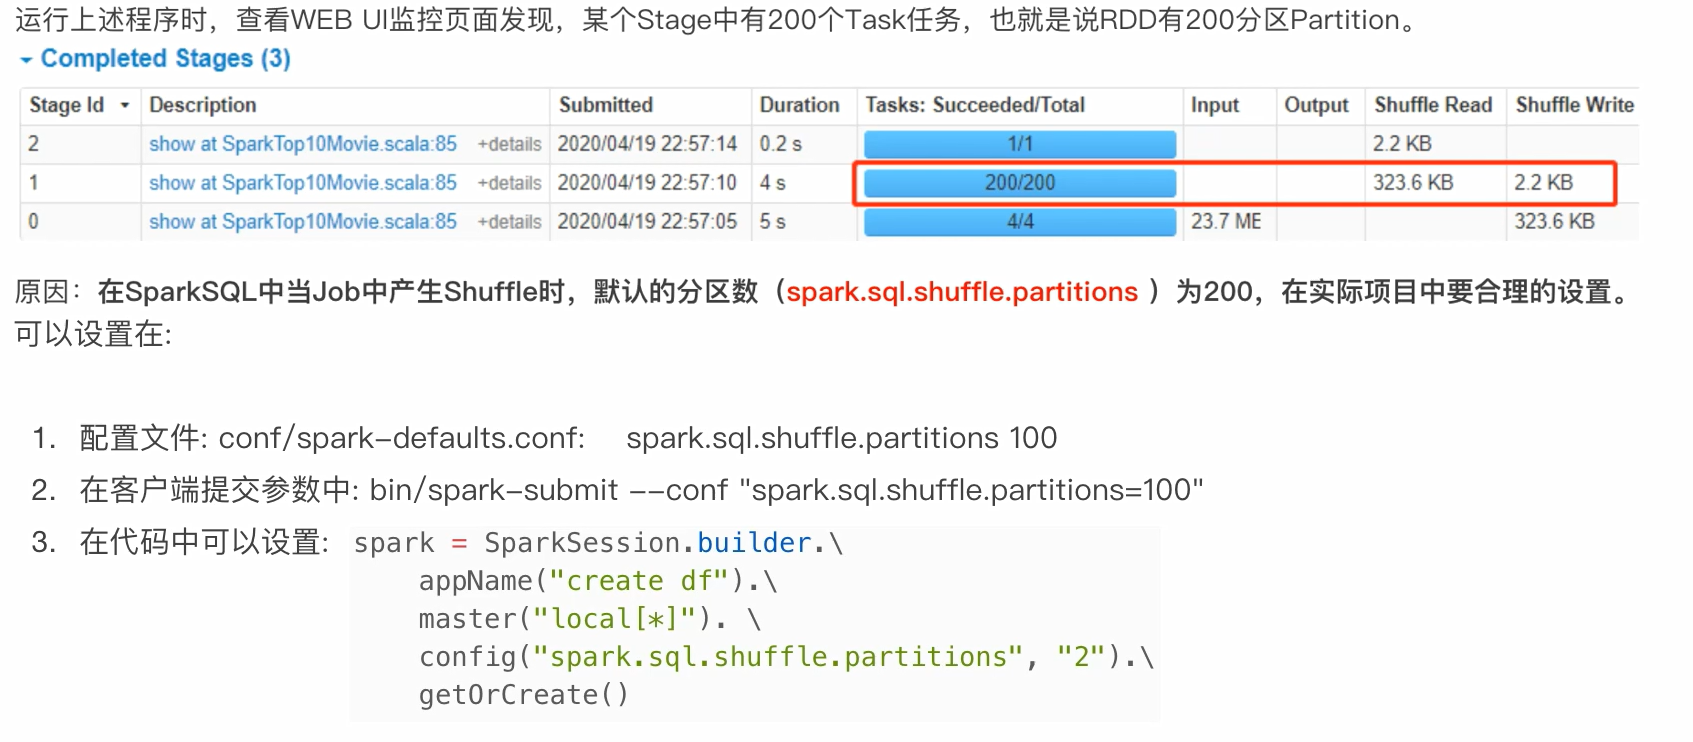 运行上述程序时，查看WEB UI监控页面发现，某个Stage中有200个Task任务，也就是说RDD有200分区Partition。
Completed Stages (3)
Stage Id Description Submitted Duration Tasks: Succeeded/Total Input Output Shuffle Read Shuffle Write
2 show at SparkTop10Movie.scala:85 +details 2020/04/19 22:57:14 0.2 s 1/1 2.2 KB
1 show at SparkTop10Movie.scala:85 +details 2020/04/19 22:57:10 4 s 200/200 323.6 KB 2.2 KB
0 show at SparkTop10Movie.scala:85 +details 2020/04/19 22:57:05 5 s 4/4 23.7 MB 323.6 KB
原因：在SparkSQL中当Job中产生Shuffle时，默认的分区数（spark.sql.shuffle.partitions ）为200，在实际项目中要合理的设置。
可以设置在:
1. 配置文件: conf/spark-defaults.conf: spark.sql.shuffle.partitions 100
2. 在客户端提交参数中: bin/spark-submit --conf "spark.sql.shuffle.partitions=100"
3. 在代码中可以设置: spark = SparkSession.builder.\
appName("create df").\
master("local[*]"). \
config("spark.sql.shuffle.partitions", "2").\
getOrCreate()